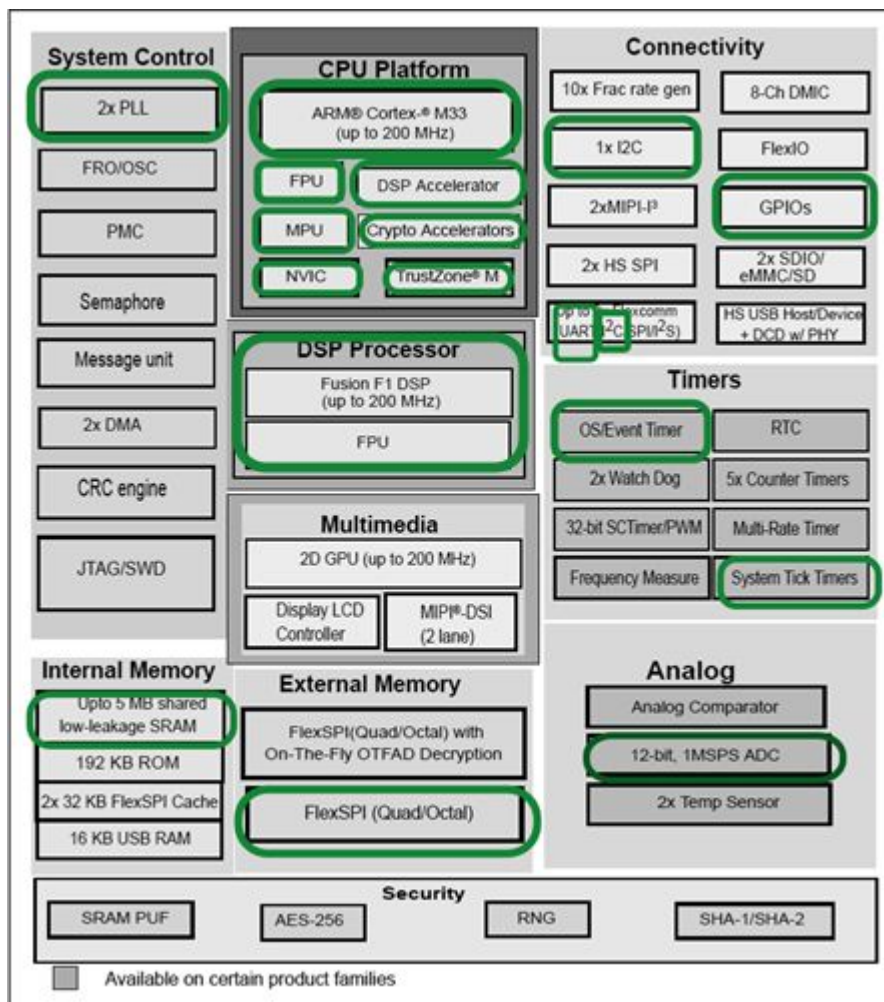 System Control
2x PLL
FRO/OSC
PMC
Semaphore
Message unit
2x DMA
CRC engine
JTAG/SWD
CPU Platform
ARM® Cortex-® M33
(up to 200 MHz)
FPU
DSP Accelerator
MPU
Crypto Accelerators
NVIC
TrustZone® M
DSP Processor
Fusion F1 DSP
(up to 200 MHz)
FPU
Multimedia
2D GPU (up to 200 MHz)
Display LCD
Controller
MIPI®-DSI
(2 lane)
Connectivity
10x Frac rate gen
8-Ch DMIC
1x I2C
FlexIO
2xMIPI-I³
GPIOs
2x HS SPI
2x SDIO/
eMMC/SD
Up to Flexcomm
(UART/I²C/SPI/I²S)
HS USB Host/Device
+ DCD w/ PHY
Timers
OS/Event Timer
RTC
2x Watch Dog
5x Counter Timers
32-bit SCTimer/PWM
Multi-Rate Timer
Frequency Measure
System Tick Timers
Internal Memory
Upto 5 MB shared
low-leakage SRAM
192 KB ROM
2x 32 KB FlexSPI Cache
16 KB USB RAM
External Memory
FlexSPI(Quad/Octal) with
On-The-Fly OTFAD Decryption
FlexSPI (Quad/Octal)
Analog
Analog Comparator
12-bit, 1MSPS ADC
2x Temp Sensor
Security
SRAM PUF
AES-256
RNG
SHA-1/SHA-2
Available on certain product families